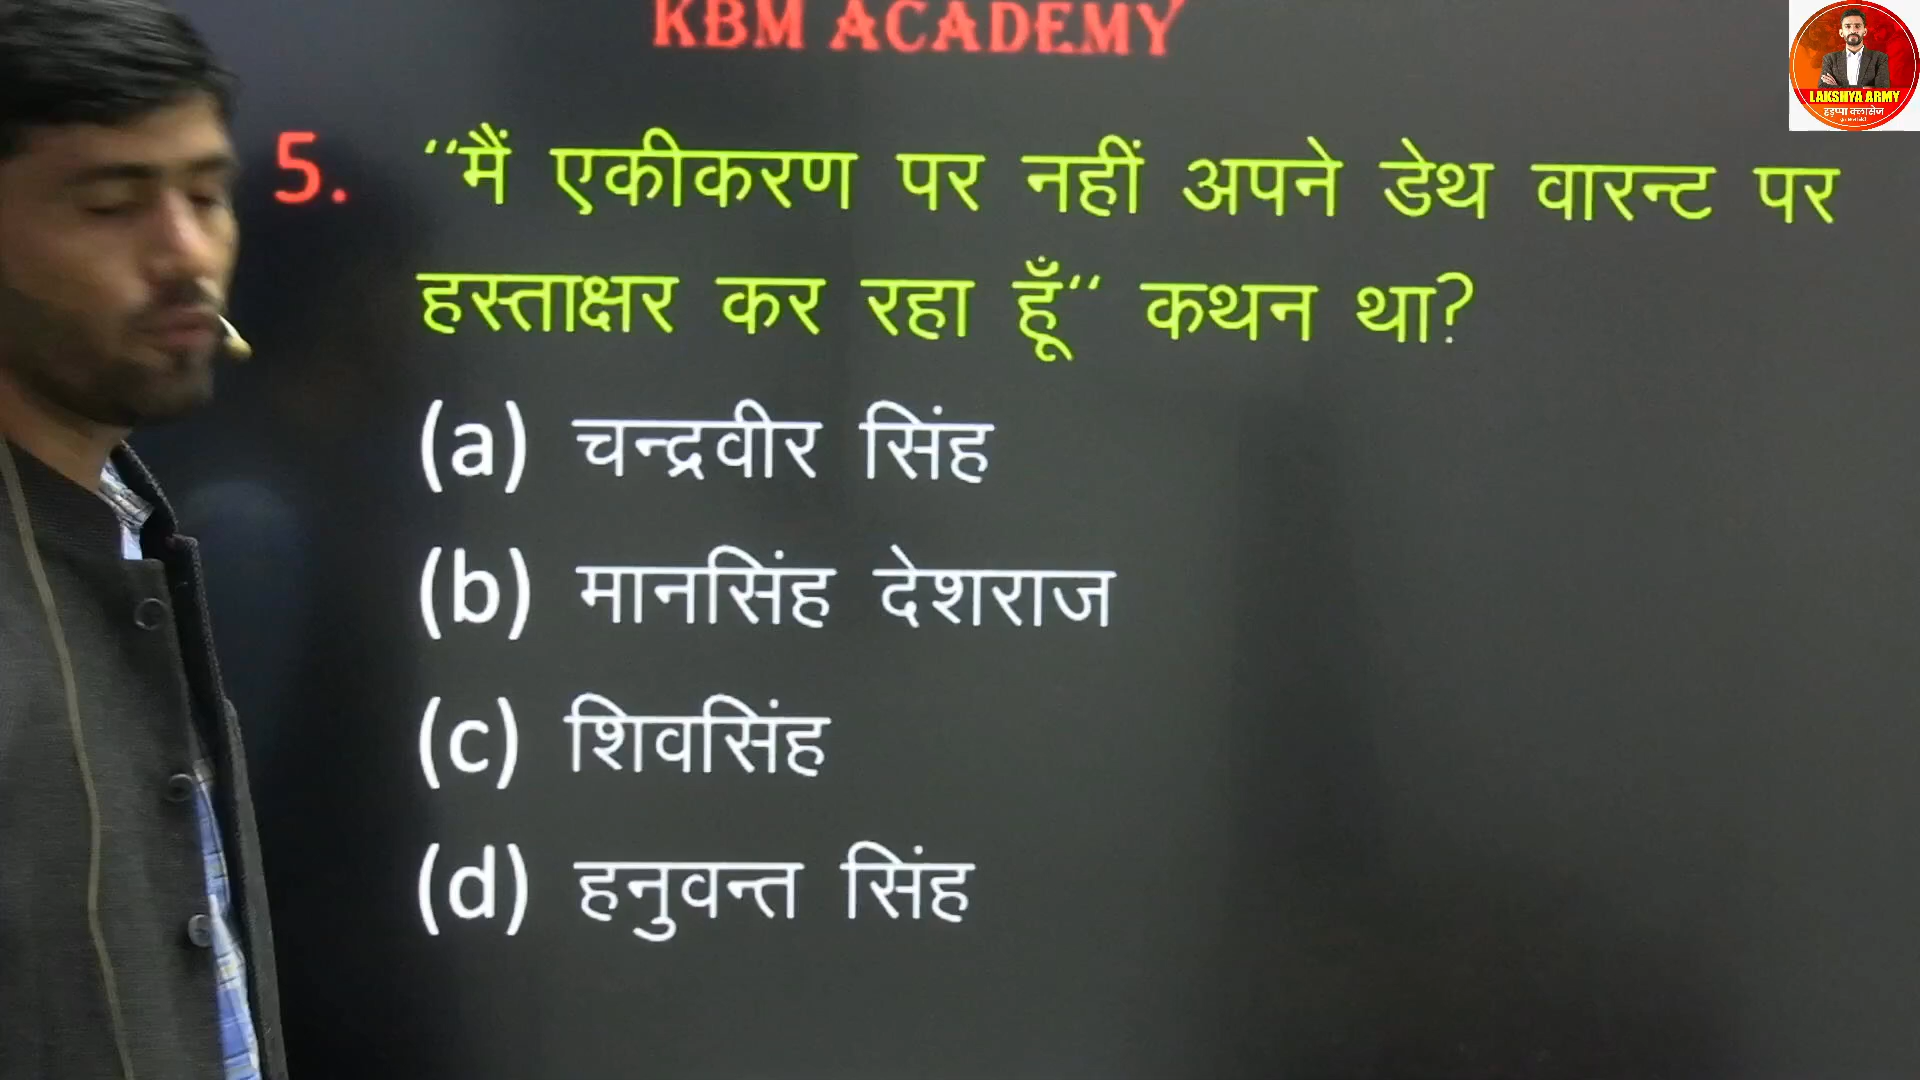 KBM ACADEMY
LAKSHYA ARMY
हड़प्पा क्लासेज
5. “मैं एकीकरण पर नहीं अपने डेथ वारन्ट पर
हस्ताक्षर कर रहा हूँ“ कथन था?
(a) चन्द्रवीर सिंह
(b) मानसिंह देशराज
(c) शिवसिंह
(d) हनुवन्त सिंह